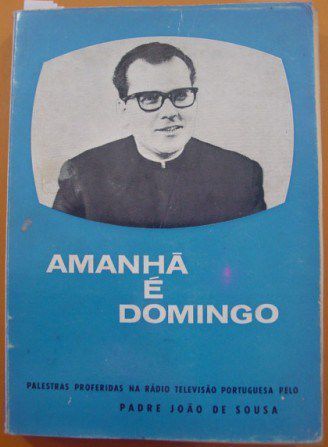 AMANHÃ
É
DOMINGO
PALESTRAS PROFERIDAS NA RÁDIO TELEVISÃO PORTUGUESA PELO
PADRE JOÃO DE SOUSA